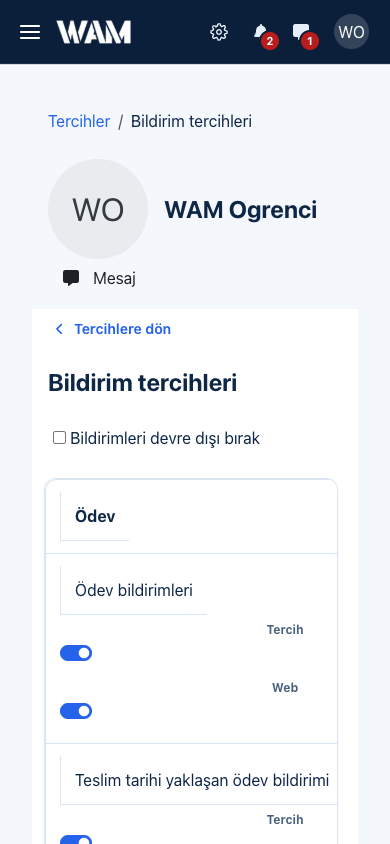 WAM
2
1
WO
Tercihler / Bildirim tercihleri
WO
WAM Ogrenci
Mesaj
Tercihlere dön
Bildirim tercihleri
Bildirimleri devre dışı bırak
Ödev
Ödev bildirimleri
Tercih
Web
Teslim tarihi yaklaşan ödev bildirimi
Tercih